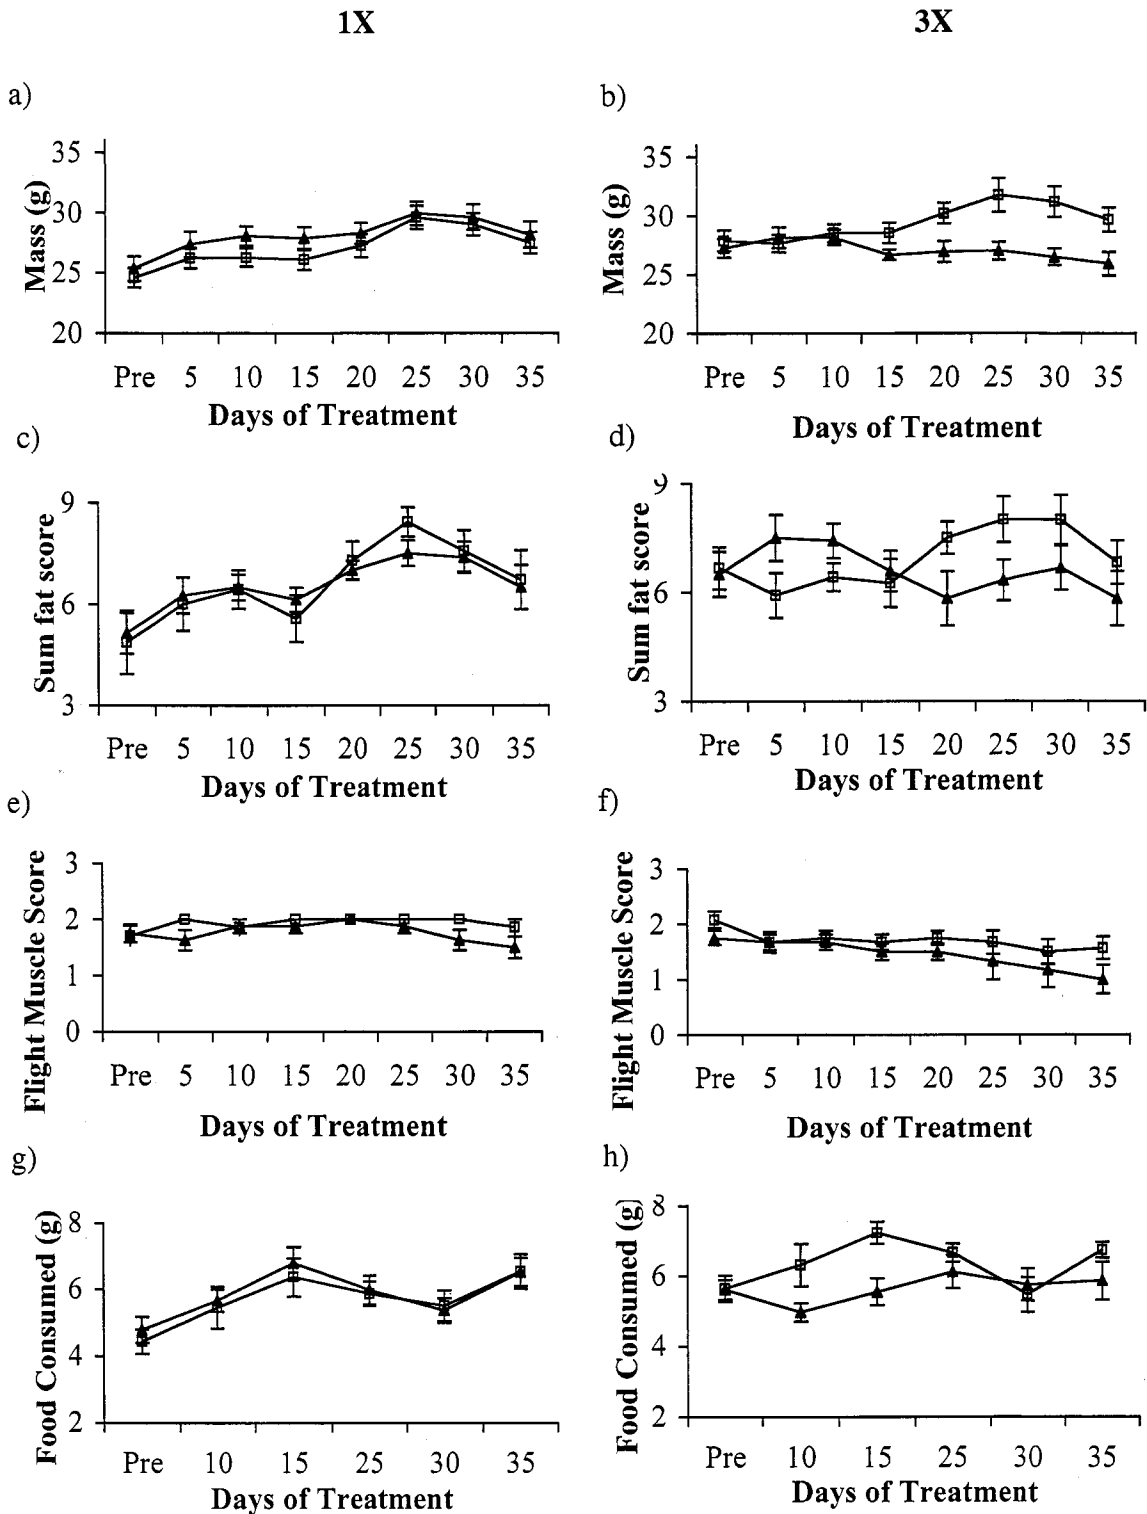 1X
3X
a)
b)
Mass (g)
35
30
25
20
Pre 5 10 15 20 25 30 35
Days of Treatment
Mass (g)
35
30
25
20
Pre 5 10 15 20 25 30 35
Days of Treatment
c)
d)
Sum fat score
9
6
3
Pre 5 10 15 20 25 30 35
Days of Treatment
Sum fat score
9
6
3
Pre 5 10 15 20 25 30 35
Days of Treatment
e)
f)
Flight Muscle Score
3
2
1
0
Pre 5 10 15 20 25 30 35
Days of Treatment
Flight Muscle Score
3
2
1
0
Pre 5 10 15 20 25 30 35
Days of Treatment
g)
h)
Food Consumed (g)
8
6
4
2
Pre 10 15 25 30 35
Days of Treatment
Food Consumed (g)
8
6
4
2
Pre 10 15 25 30 35
Days of Treatment